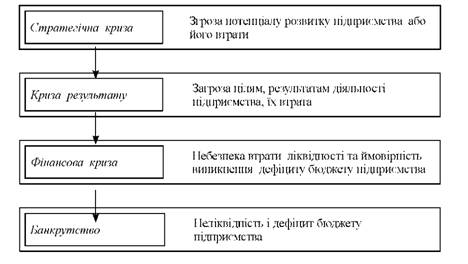 Стратегічна криза
Згроза потенціалу розвитку підприємства або
його втрати
Криза результату
Загроза цілям, результатам діяльності
підприємства, їх втрата
Фінансова криза
Небезпека втрати ліквідності та ймовірність
виникнення дефіциту бюджету підприємства
Банкрутство
Неліквідність і дефіцит бюджету
підприємства